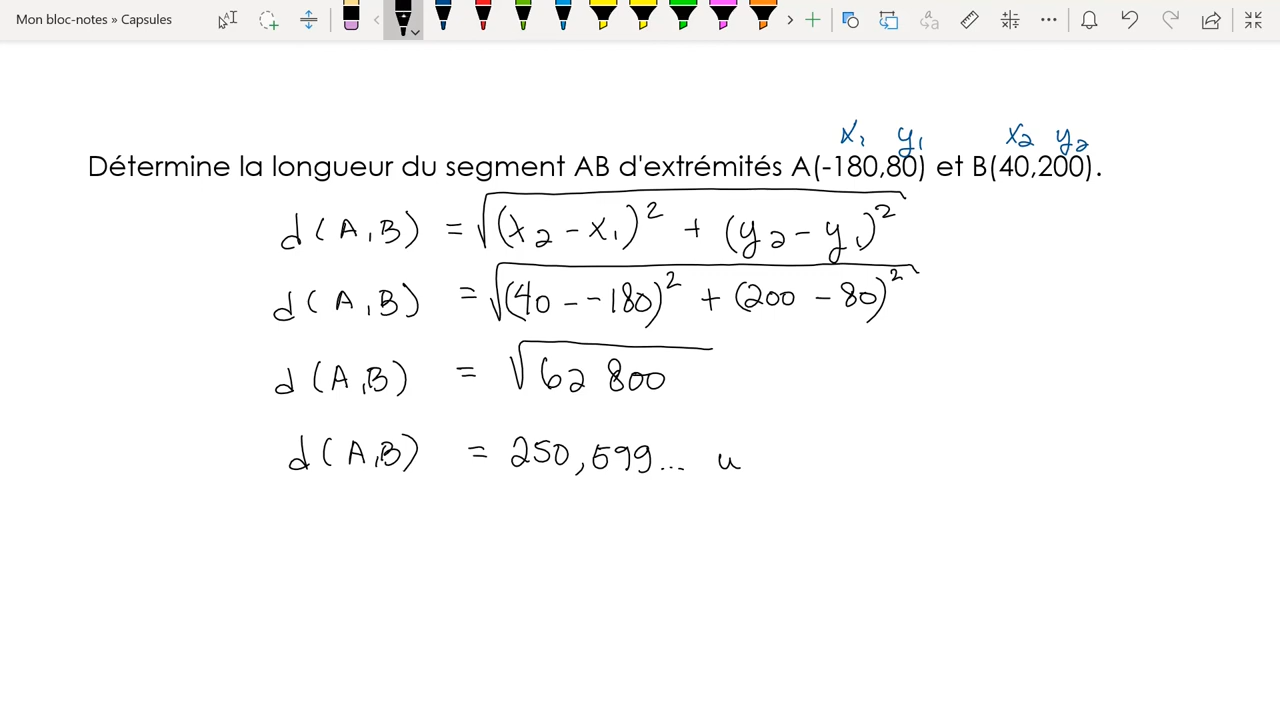 Mon bloc-notes » Capsules
x₁ y₁ x₂ y₂
Détermine la longueur du segment AB d'extrémités A(-180,80) et B(40,200).
d(A,B) = √(x₂ - x₁)² + (y₂ - y₁)²
d(A,B) = √(40 - -180)² + (200 - 80)²
d(A,B) = √62 800
d(A,B) = 250,599... u